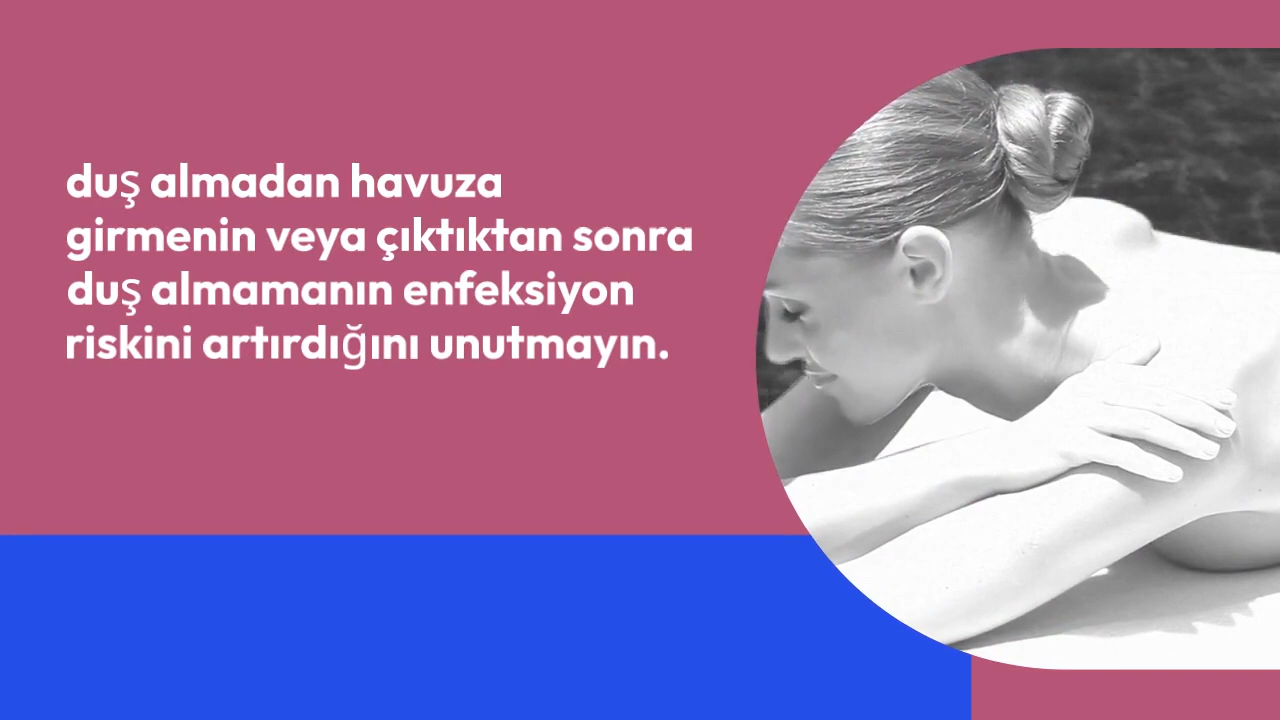 duş almadan havuza
girmenin veya çıktıktan sonra
duş almamanın enfeksiyon
riskini artırdığını unutmayın.